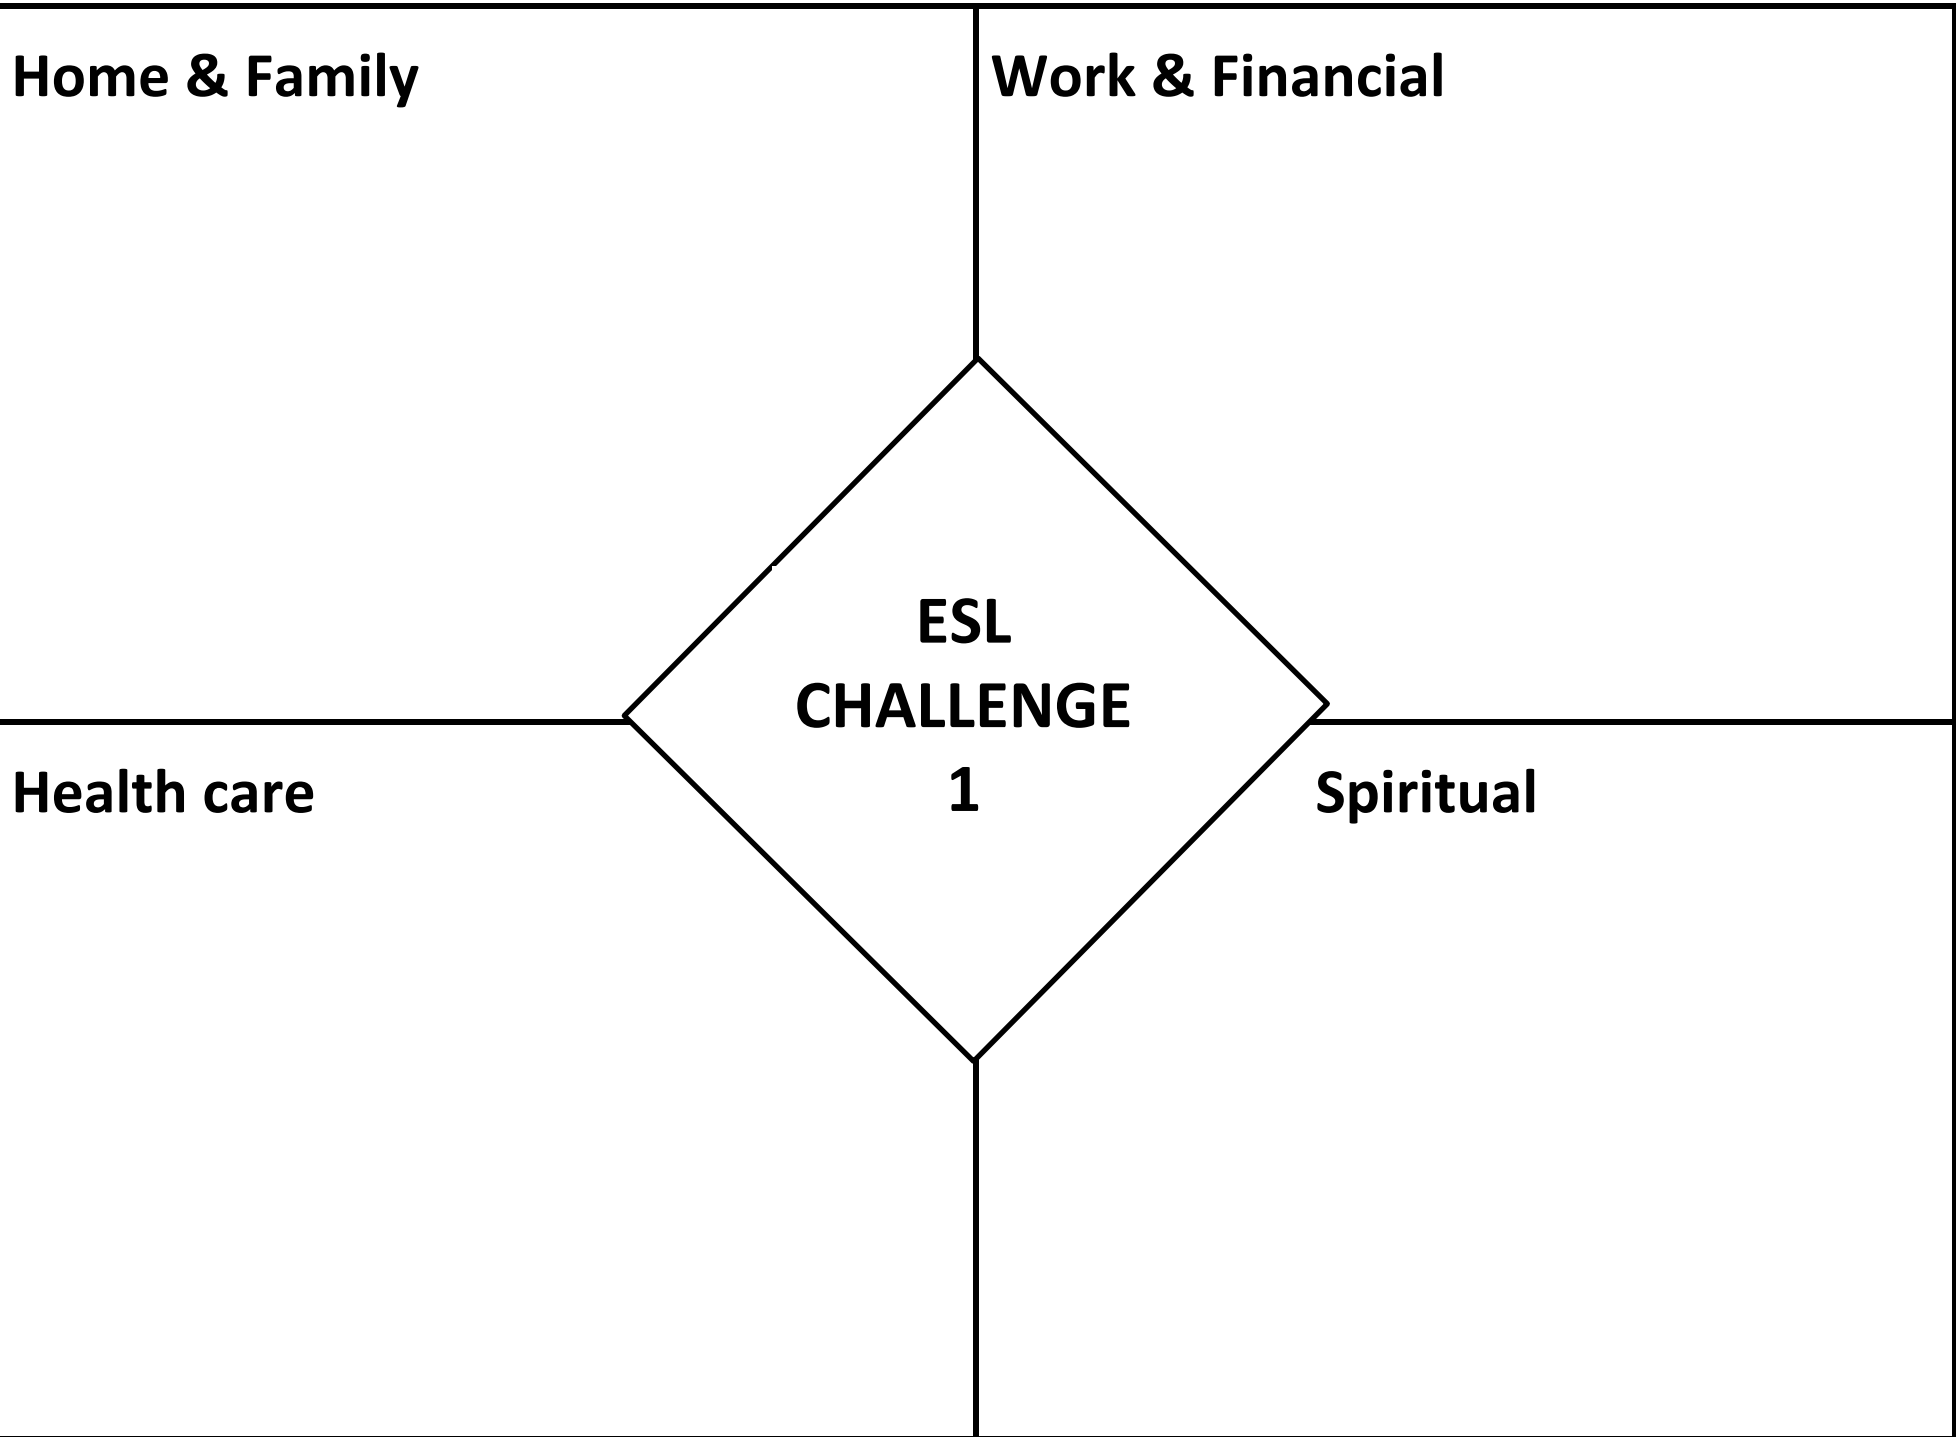 Home & Family
Work & Financial
ESL
CHALLENGE
1
Health care
Spiritual